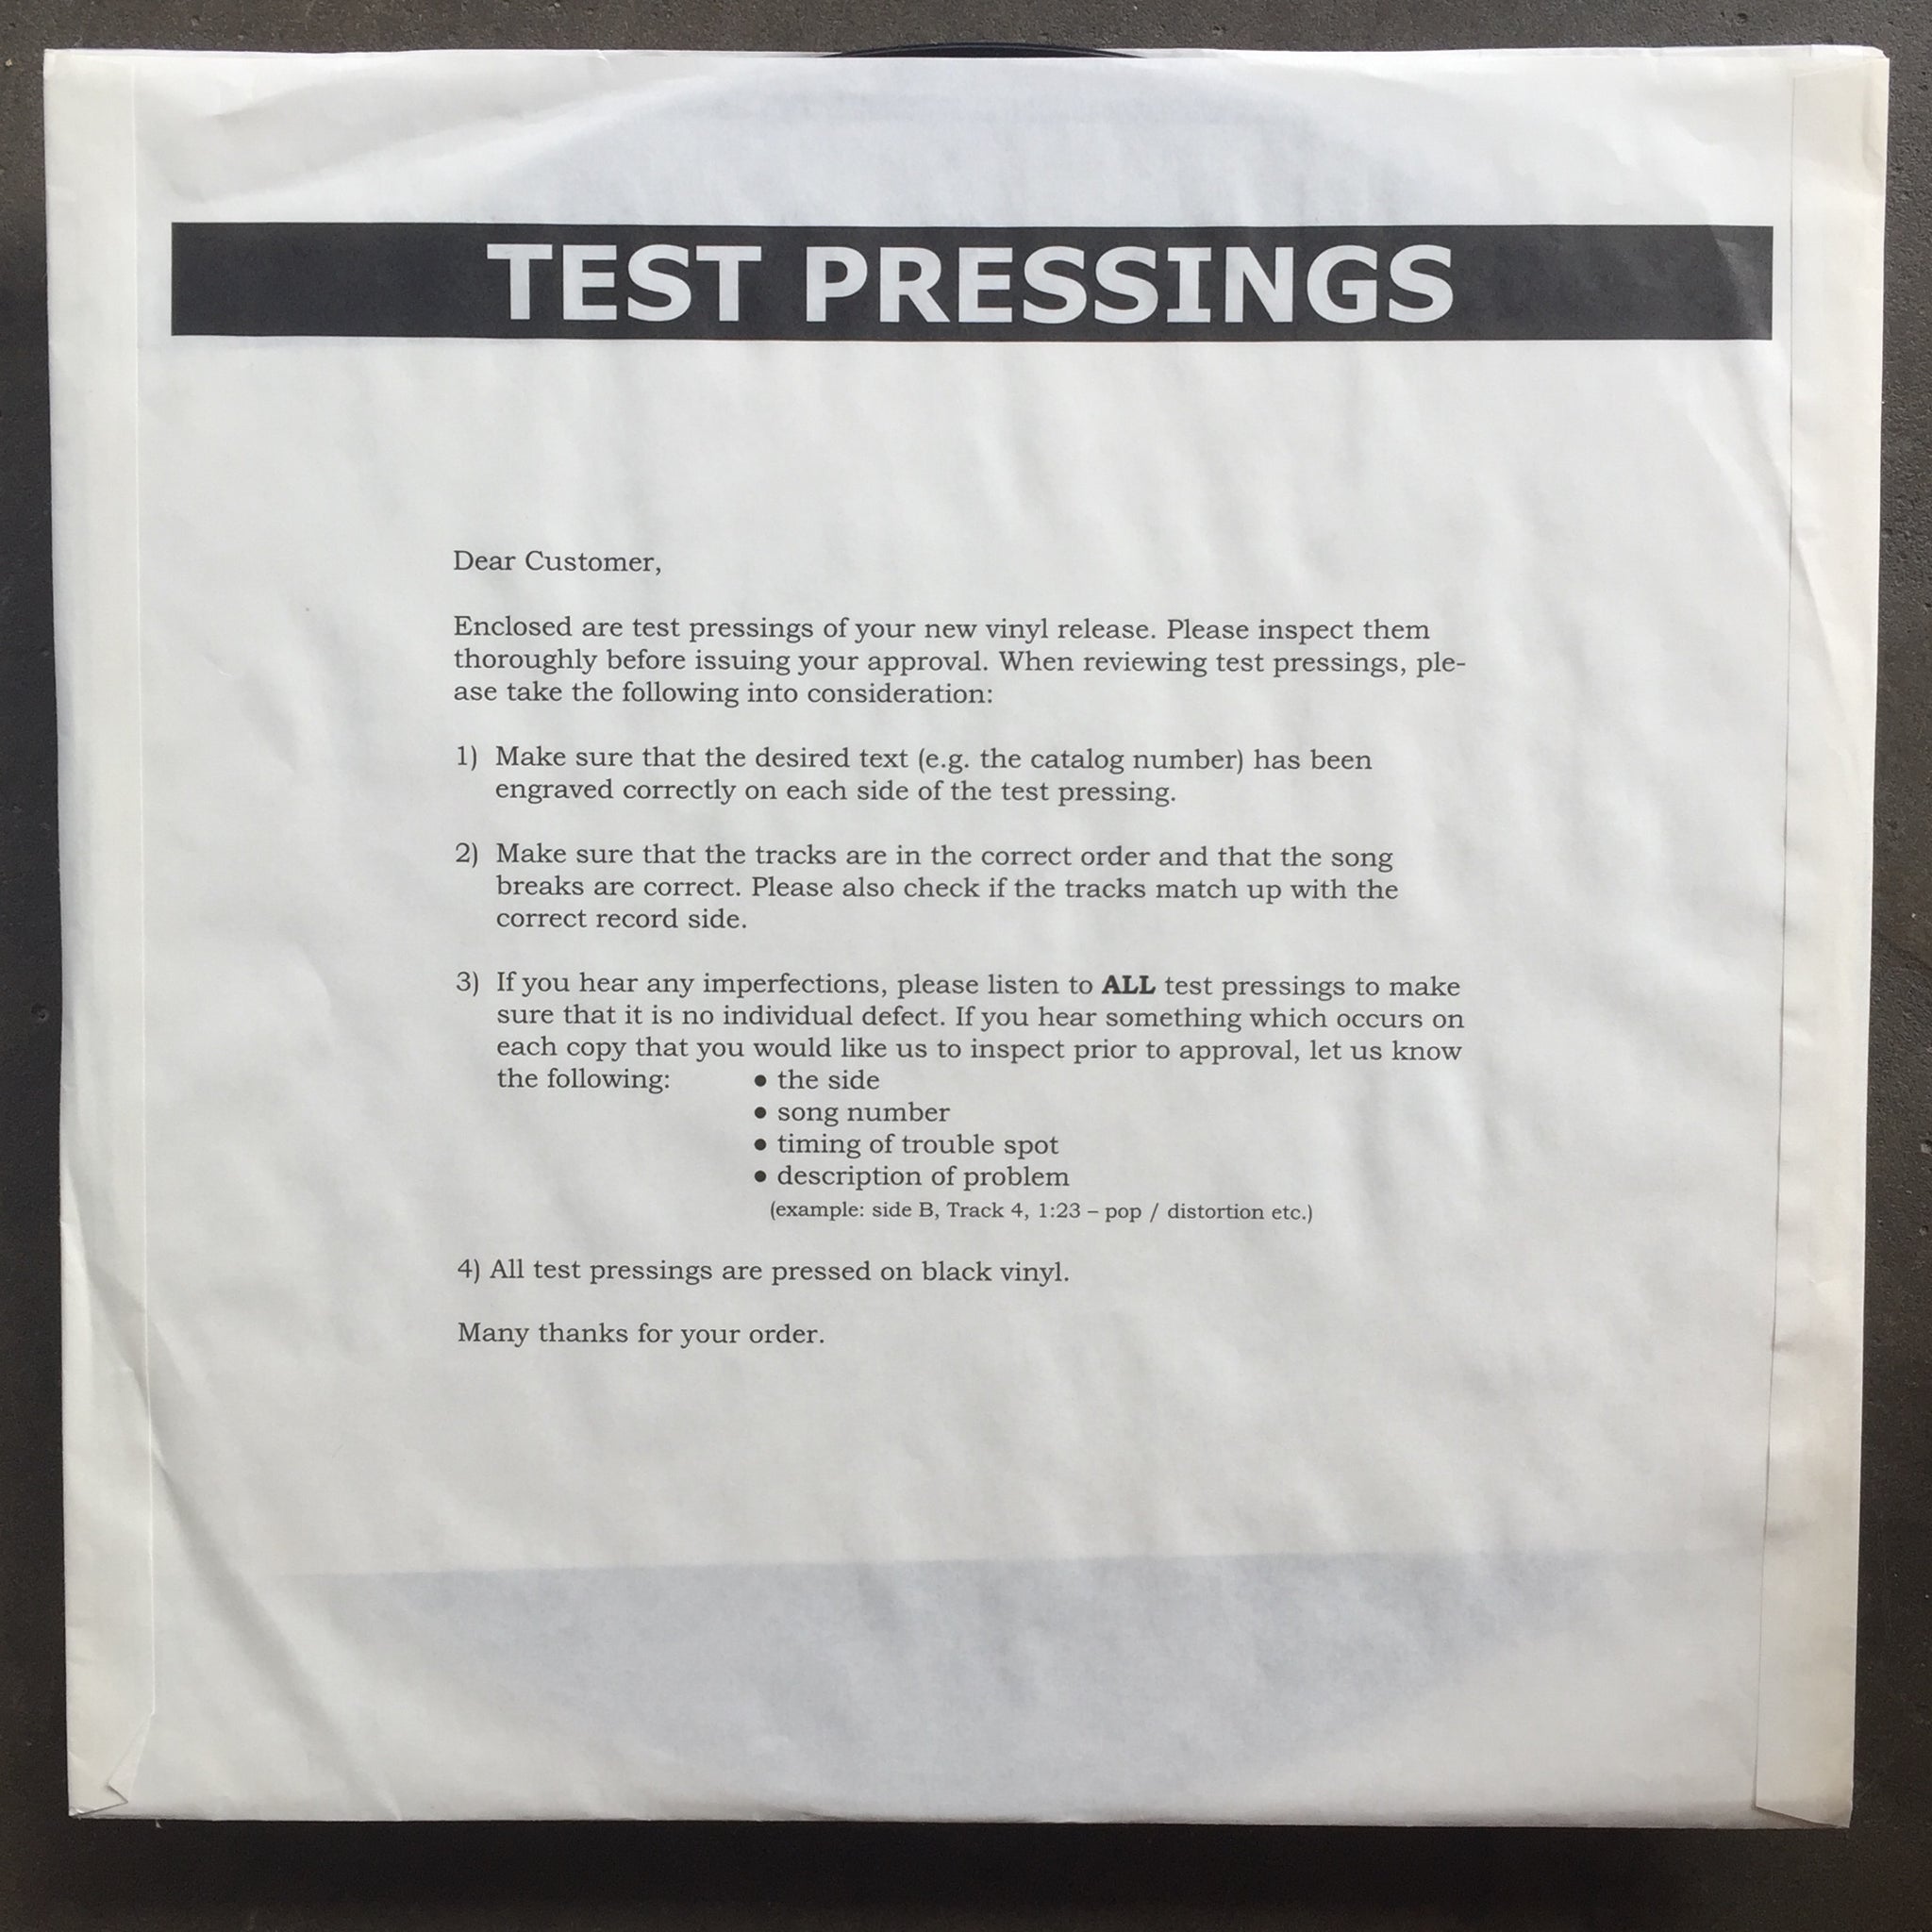 TEST PRESSINGS
Dear Customer,
Enclosed are test pressings of your new vinyl release. Please inspect them
thoroughly before issuing your approval. When reviewing test pressings, ple-
ase take the following into consideration:
1) Make sure that the desired text (e.g. the catalog number) has been
engraved correctly on each side of the test pressing.
2) Make sure that the tracks are in the correct order and that the song
breaks are correct. Please also check if the tracks match up with the
correct record side.
3) If you hear any imperfections, please listen to ALL test pressings to make
sure that it is no individual defect. If you hear something which occurs on
each copy that you would like us to inspect prior to approval, let us know
the following: • the side
• song number
• timing of trouble spot
• description of problem
(example: side B, Track 4, 1:23 – pop / distortion etc.)
4) All test pressings are pressed on black vinyl.
Many thanks for your order.